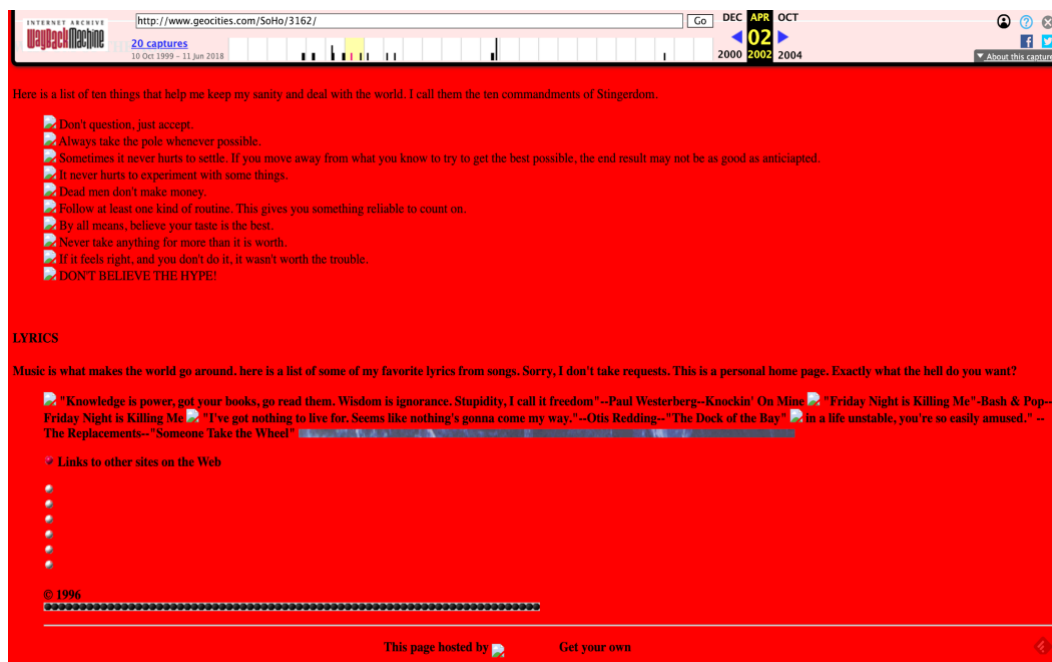 INTERNET ARCHIVE
WayBackMachine
http://www.geocities.com/SoHo/3162/
Go
DEC APR OCT
20 captures
02
10 Oct 1999 – 11 Jun 2018
2000 2002 2004
▼ About this capture
Here is a list of ten things that help me keep my sanity and deal with the world. I call them the ten commandments of Stingerdom.
Don't question, just accept.
Always take the pole whenever possible.
Sometimes it never hurts to settle. If you move away from what you know to try to get the best possible, the end result may not be as good as anticiapted.
It never hurts to experiment with some things.
Dead men don't make money.
Follow at least one kind of routine. This gives you something reliable to count on.
By all means, believe your taste is the best.
Never take anything for more than it is worth.
If it feels right, and you don't do it, it wasn't worth the trouble.
DON'T BELIEVE THE HYPE!
LYRICS
Music is what makes the world go around. here is a list of some of my favorite lyrics from songs. Sorry, I don't take requests. This is a personal home page. Exactly what the hell do you want?
"Knowledge is power, got your books, go read them. Wisdom is ignorance. Stupidity, I call it freedom"--Paul Westerberg--Knockin' On Mine "Friday Night is Killing Me"-Bash & Pop--
Friday Night is Killing Me "I've got nothing to live for. Seems like nothing's gonna come my way."--Otis Redding--"The Dock of the Bay" in a life unstable, you're so easily amused." --
The Replacements--"Someone Take the Wheel"
Links to other sites on the Web
© 1996
This page hosted by Get your own